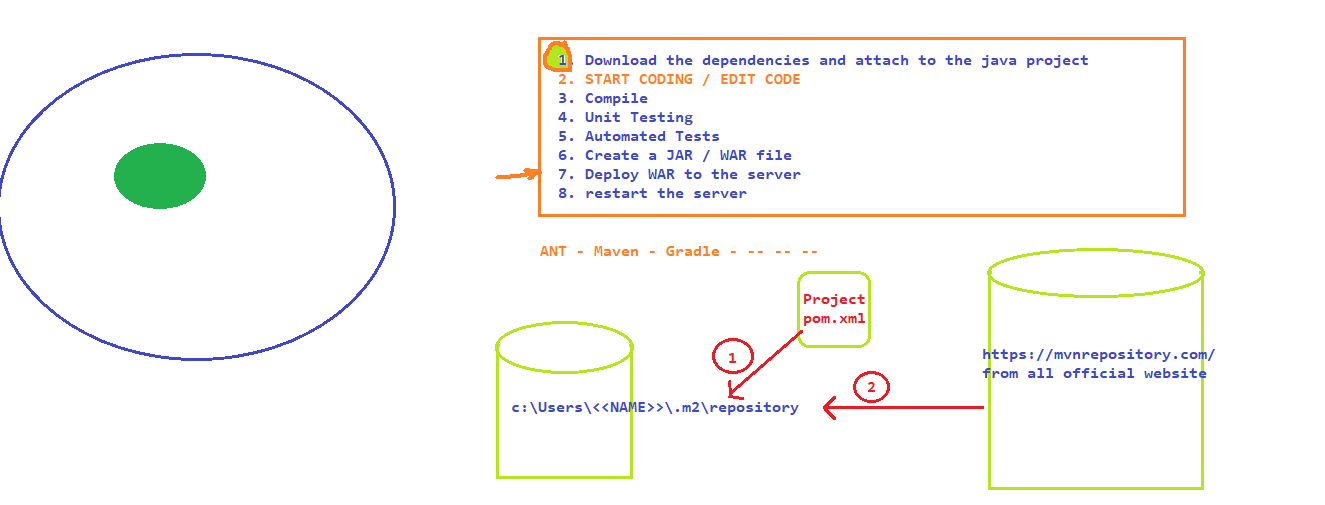 1. Download the dependencies and attach to the java project
2. START CODING / EDIT CODE
3. Compile
4. Unit Testing
5. Automated Tests
6. Create a JAR / WAR file
7. Deploy WAR to the server
8. restart the server
ANT - Maven - Gradle - -- -- --
Project
pom.xml
1
2
https://mvnrepository.com/
from all official website
c:\Users\<<NAME>>\.m2\repository